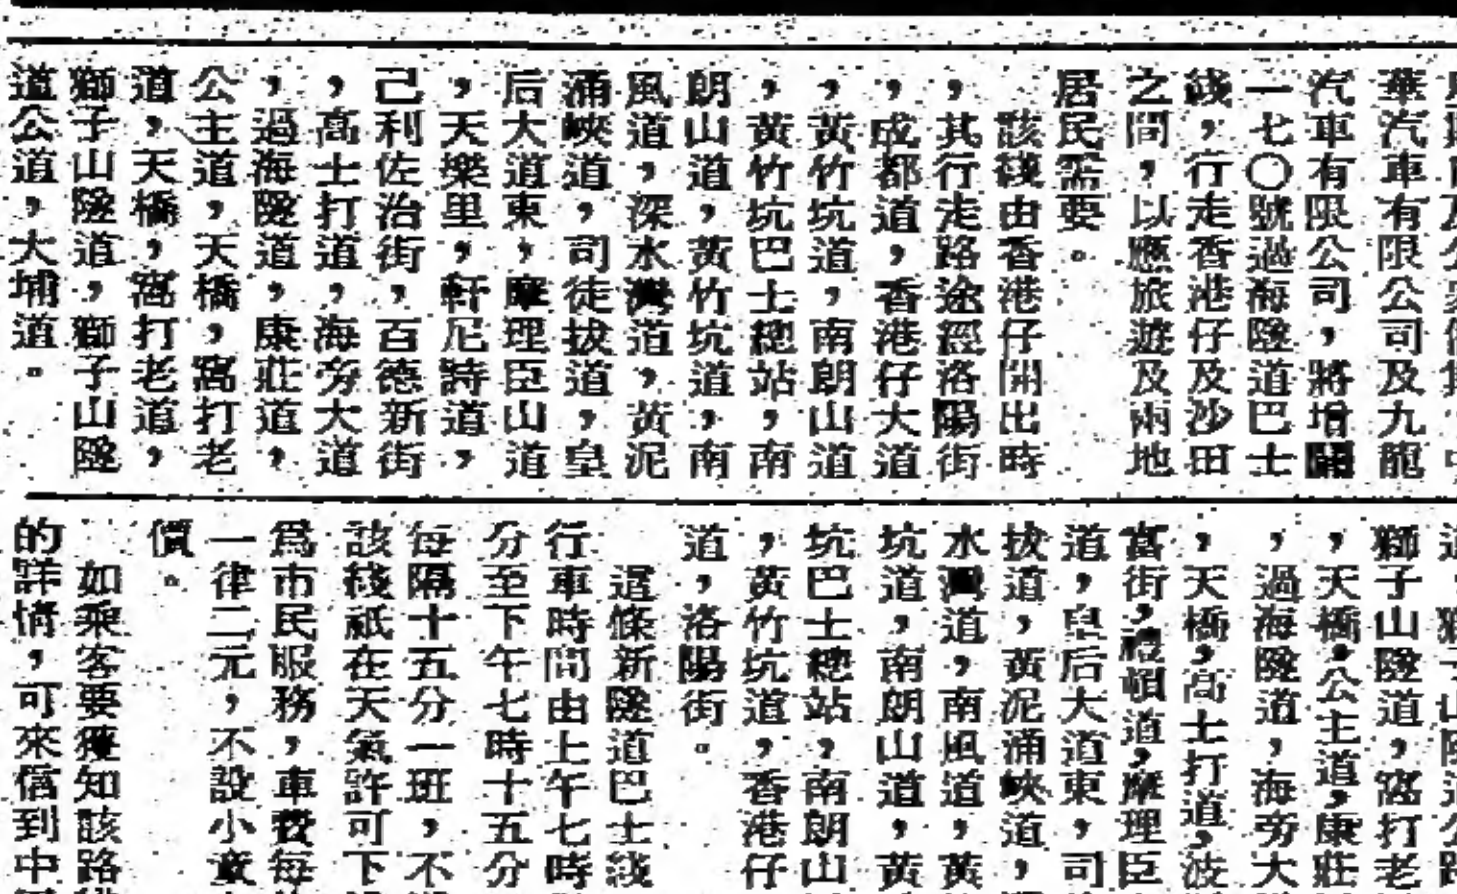 華汽車有限公司及九龍
汽車有限公司，將增闢
一七〇號過海隧道巴士
綫，行走香港仔及沙田
之間，以應旅遊及兩地
居民需要。
該綫由香港仔開出時
，其行走路途經洛陽街
，成都道，香港仔大道
，黃竹坑道，南朗山道
，黃竹坑巴士總站，南
朗山道，黃竹坑道，南
風道，深水灣道，黃泥
涌峽道，司徒拔道，皇
后大道東，摩理臣山道
，天樂里，軒尼詩道，
己利佐治街，百德新街
，高士打道，海旁大道
，過海隧道，康莊道，
公主道，天橋，窩打老
道，天橋，窩打老道，
獅子山隧道，獅子山隧
道公道，大埔道。
獅子山隧道，窩打老
，天橋，公主道，康莊
，過海隧道，海旁大
，天橋，高士打道，波
富街，禮頓道，摩理臣
道，皇后大道東，司
拔道，黃泥涌峽道，
水灣道，南風道，黃
坑道，南朗山道，黃
坑巴士總站，南朗山
，黃竹坑道，香港仔
道，洛陽街。
這條新隧道巴士綫
行車時間由上午七時
分至下午七時十五分
每隔十五分一班，不
該綫祇在天氣許可下
爲市民服務，車費每
一律二元，不設小童
價。
如乘客要獲知該路
的詳情，可來信到中